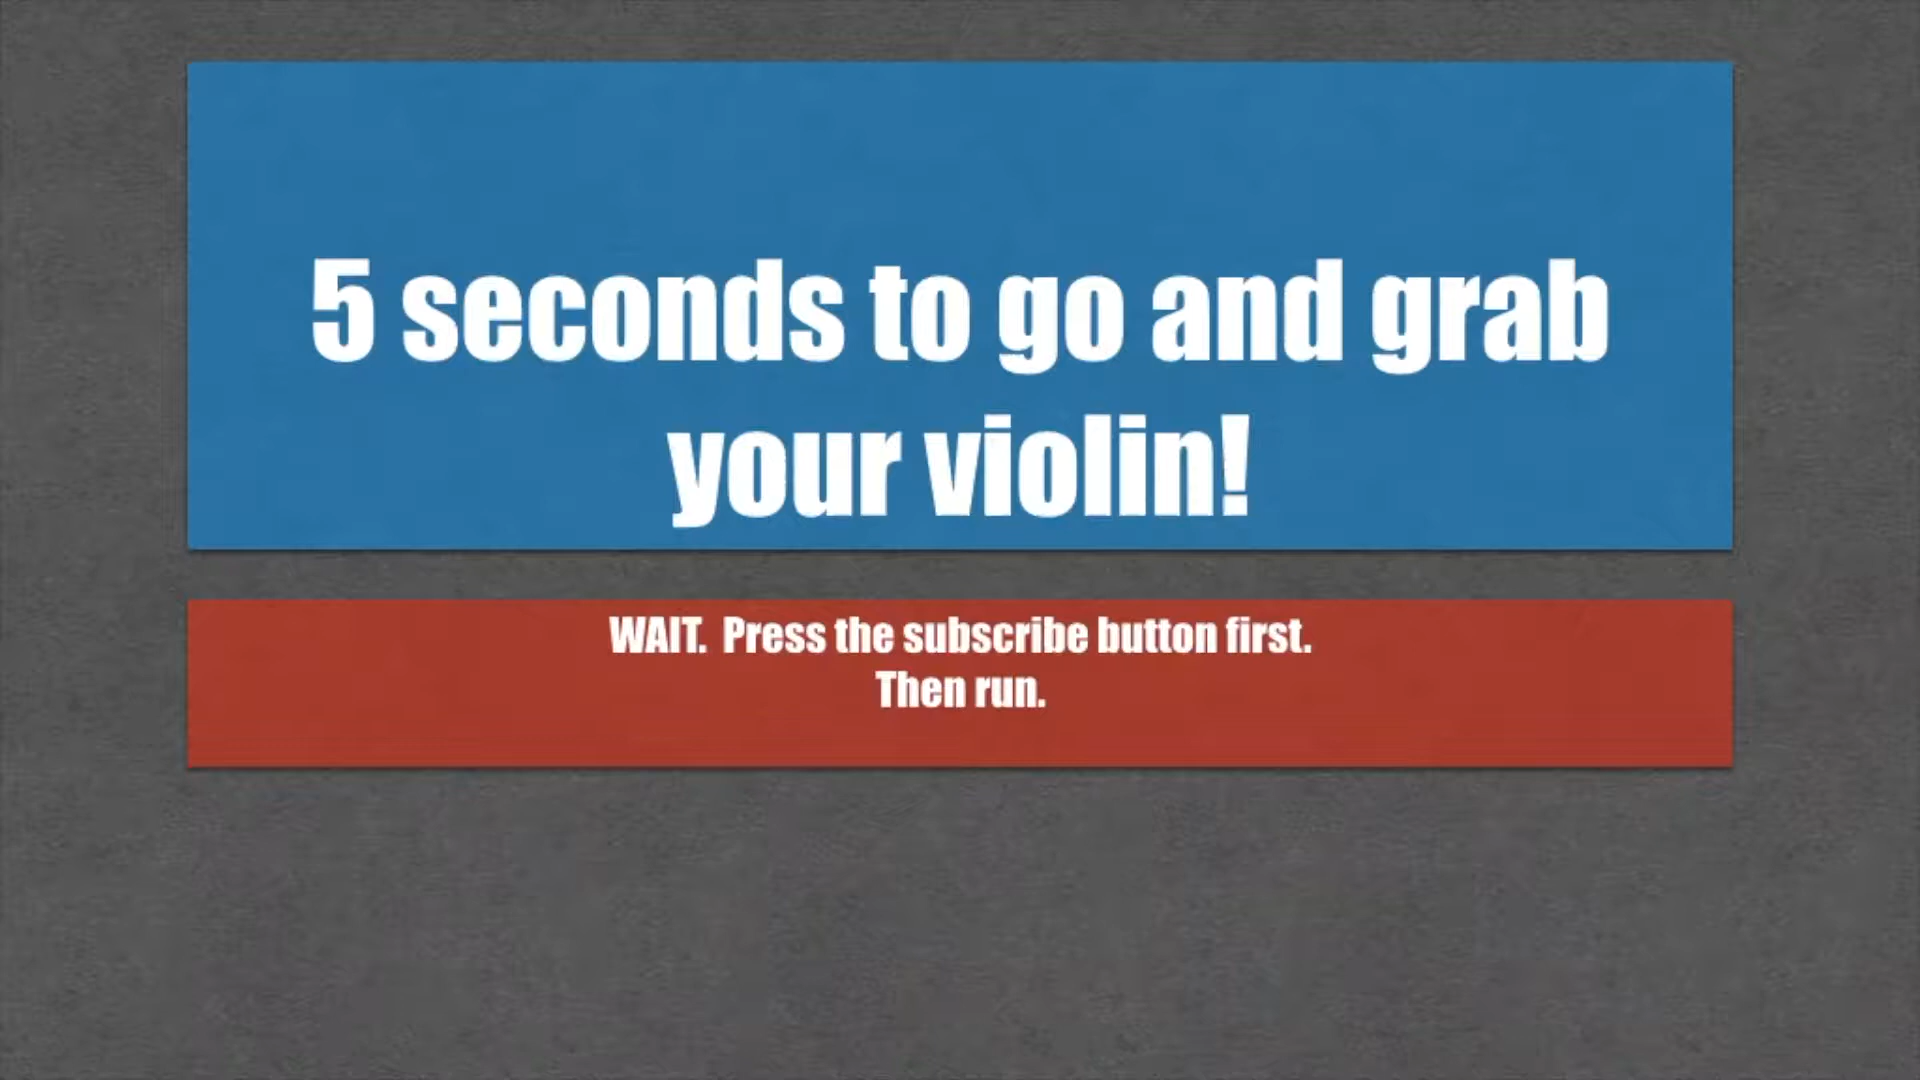 5 seconds to go and grab
your violin!
WAIT.  Press the subscribe button first.
Then run.